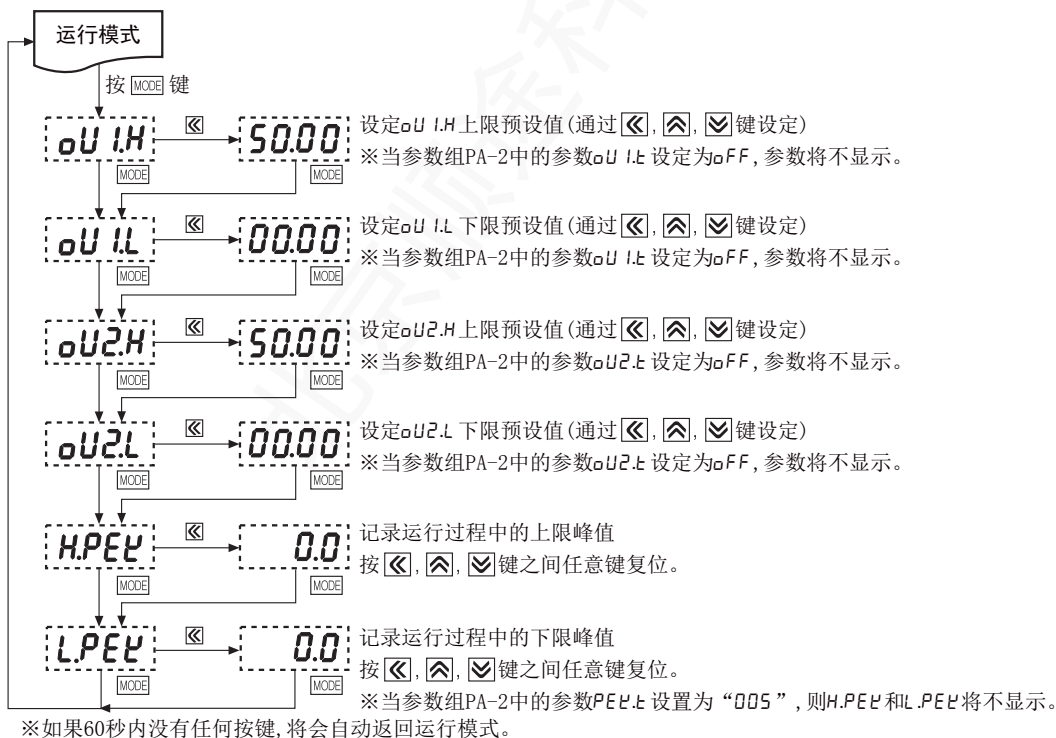 运行模式
按 MODE 键
oU1.H 50.00 设定oU1.H上限预设值(通过《, ︽, ︾键设定)
MODE MODE ※当参数组PA-2中的参数oU1.t 设定为oFF,参数将不显示。
oU1.L 00.00 设定oU1.L 下限预设值(通过《, ︽, ︾键设定)
MODE MODE ※当参数组PA-2中的参数oU1.t 设定为oFF,参数将不显示。
oU2.H 50.00 设定oU2.H上限预设值(通过《, ︽, ︾键设定)
MODE MODE ※当参数组PA-2中的参数oU2.t 设定为oFF,参数将不显示。
oU2.L 00.00 设定oU2.L 下限预设值(通过《, ︽, ︾键设定)
MODE MODE ※当参数组PA-2中的参数oU2.t 设定为oFF,参数将不显示。
H.PEK 0.0 记录运行过程中的上限峰值
MODE MODE 按《, ︽, ︾键之间任意键复位。
L.PEK 0.0 记录运行过程中的下限峰值
按《, ︽, ︾键之间任意键复位。
MODE MODE ※当参数组PA-2中的参数PEK.t 设置为“00S”,则H.PEK和L.PEK将不显示。
※如果60秒内没有任何按键,将会自动返回运行模式。